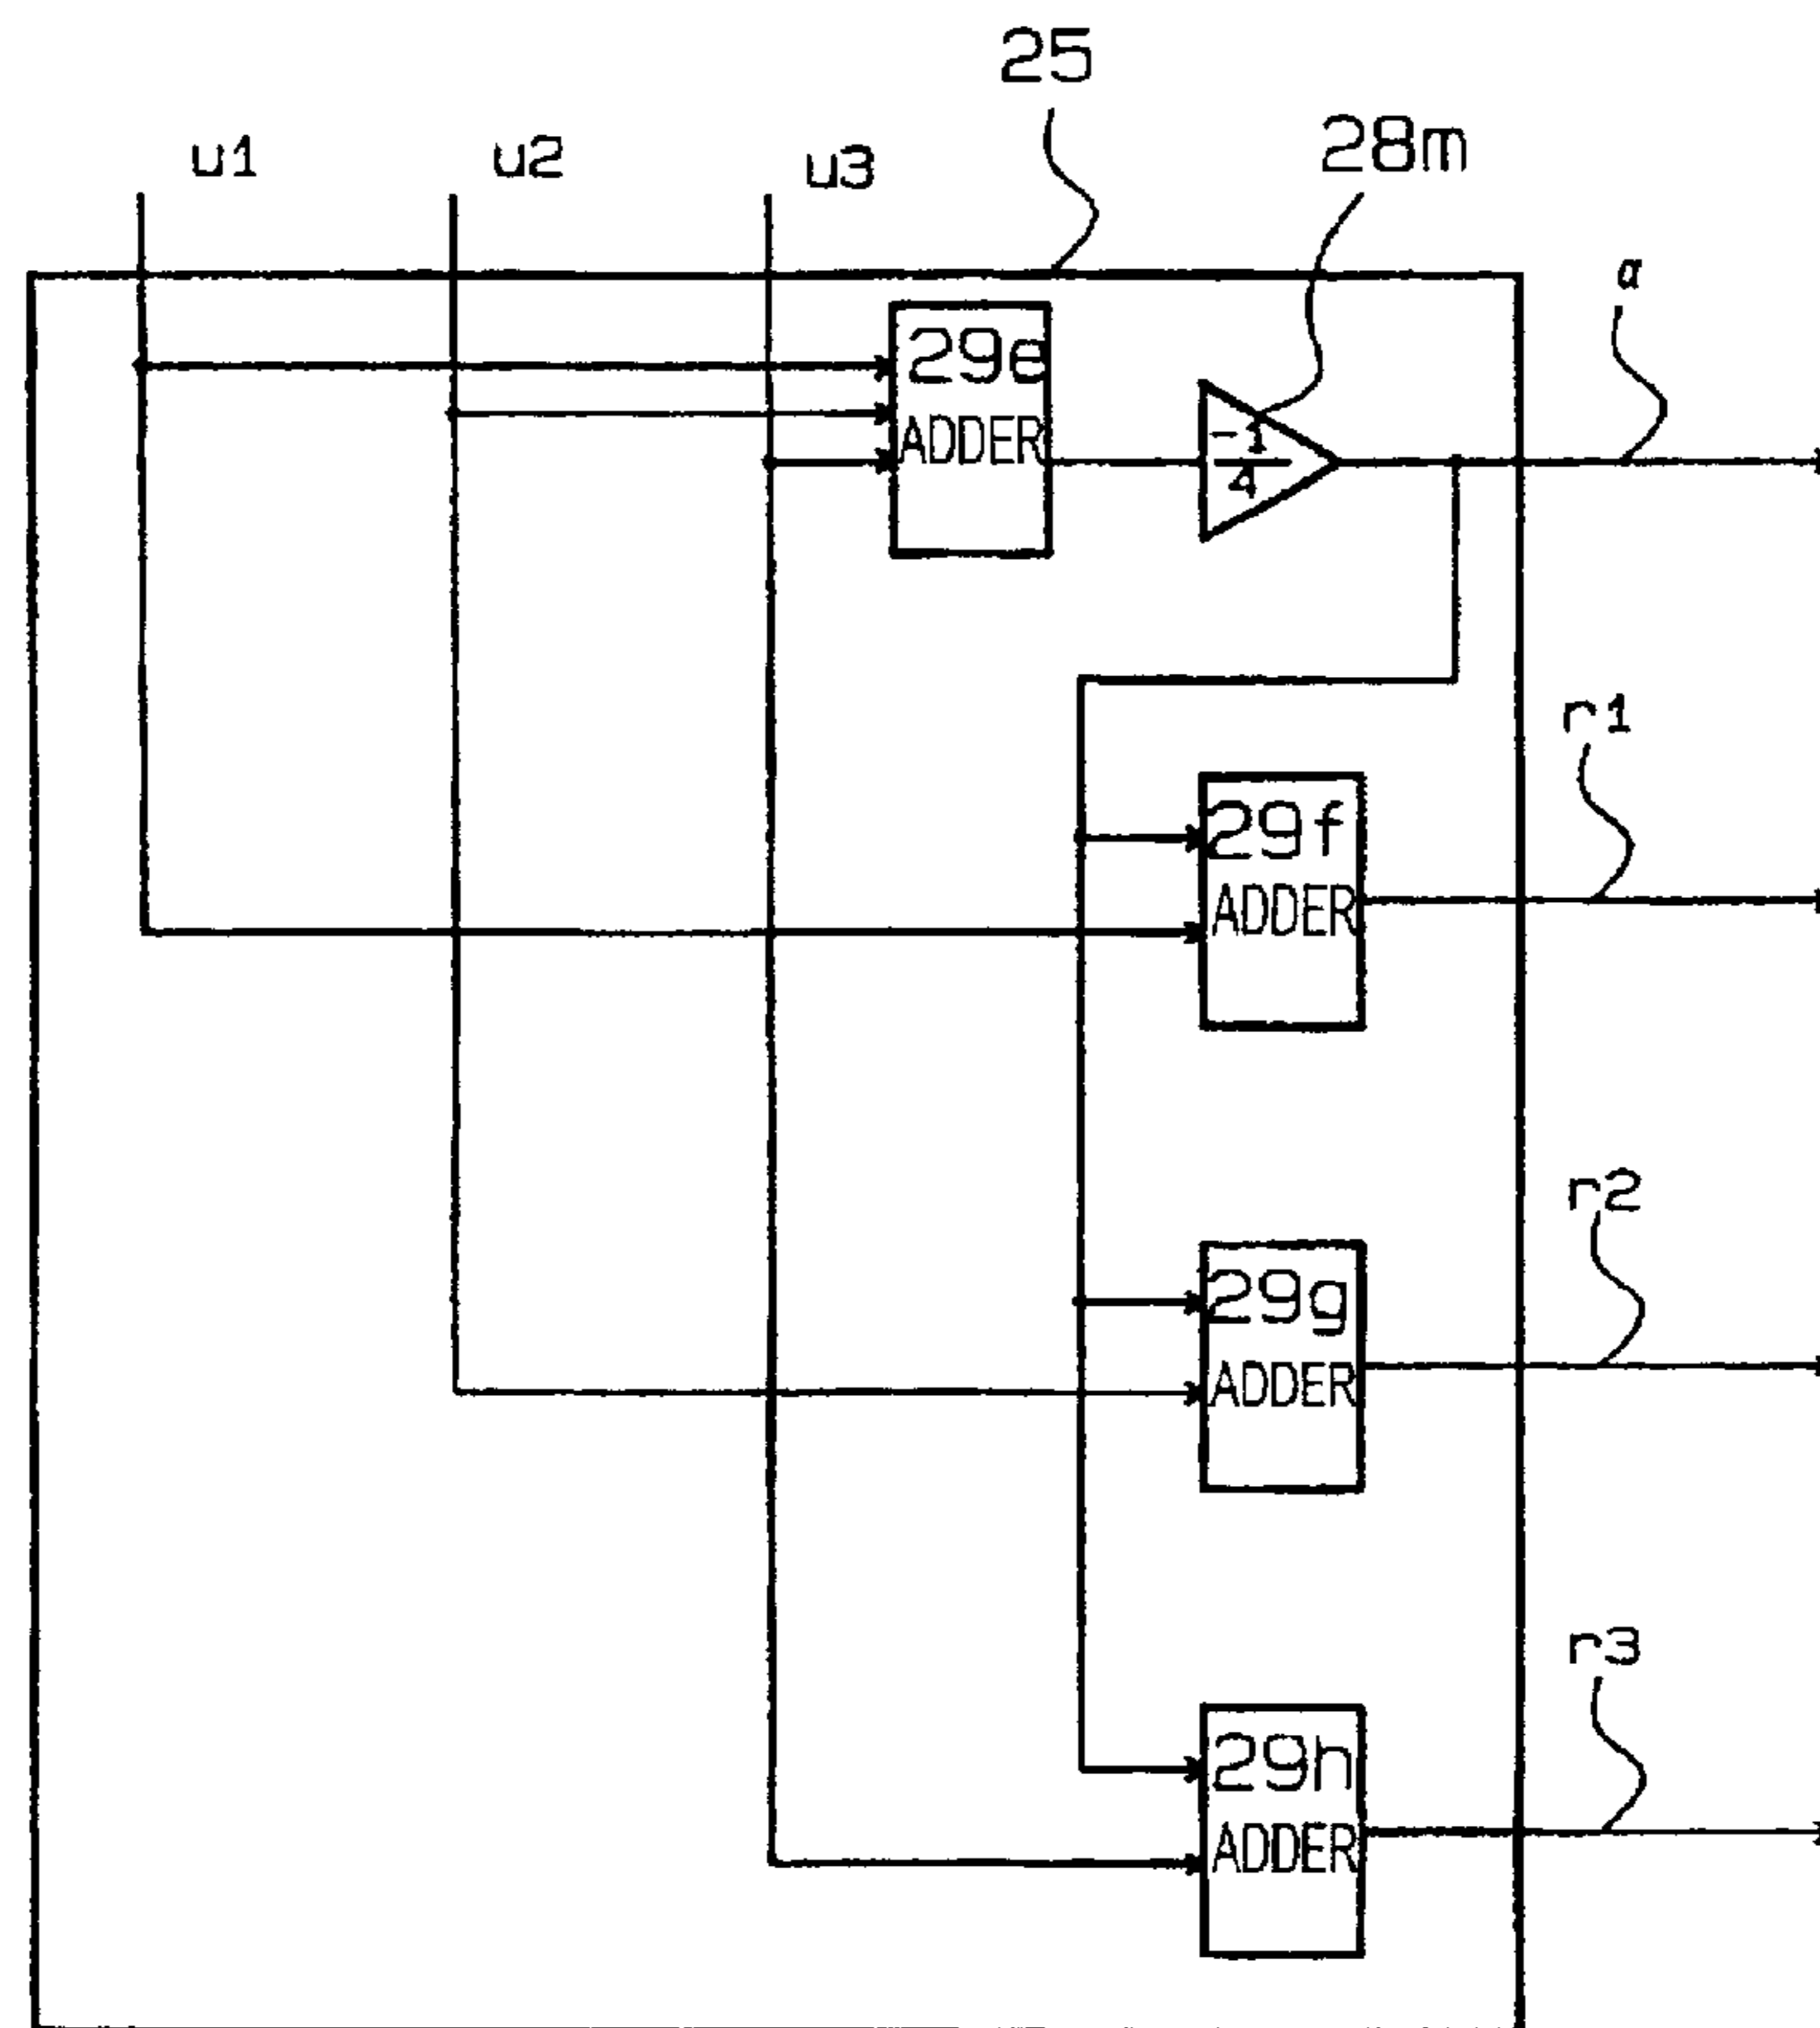 25
28m
u1
u2
u3
α
29e
ADDER
-1
4
r1
29f
ADDER
r2
29g
ADDER
r3
29h
ADDER